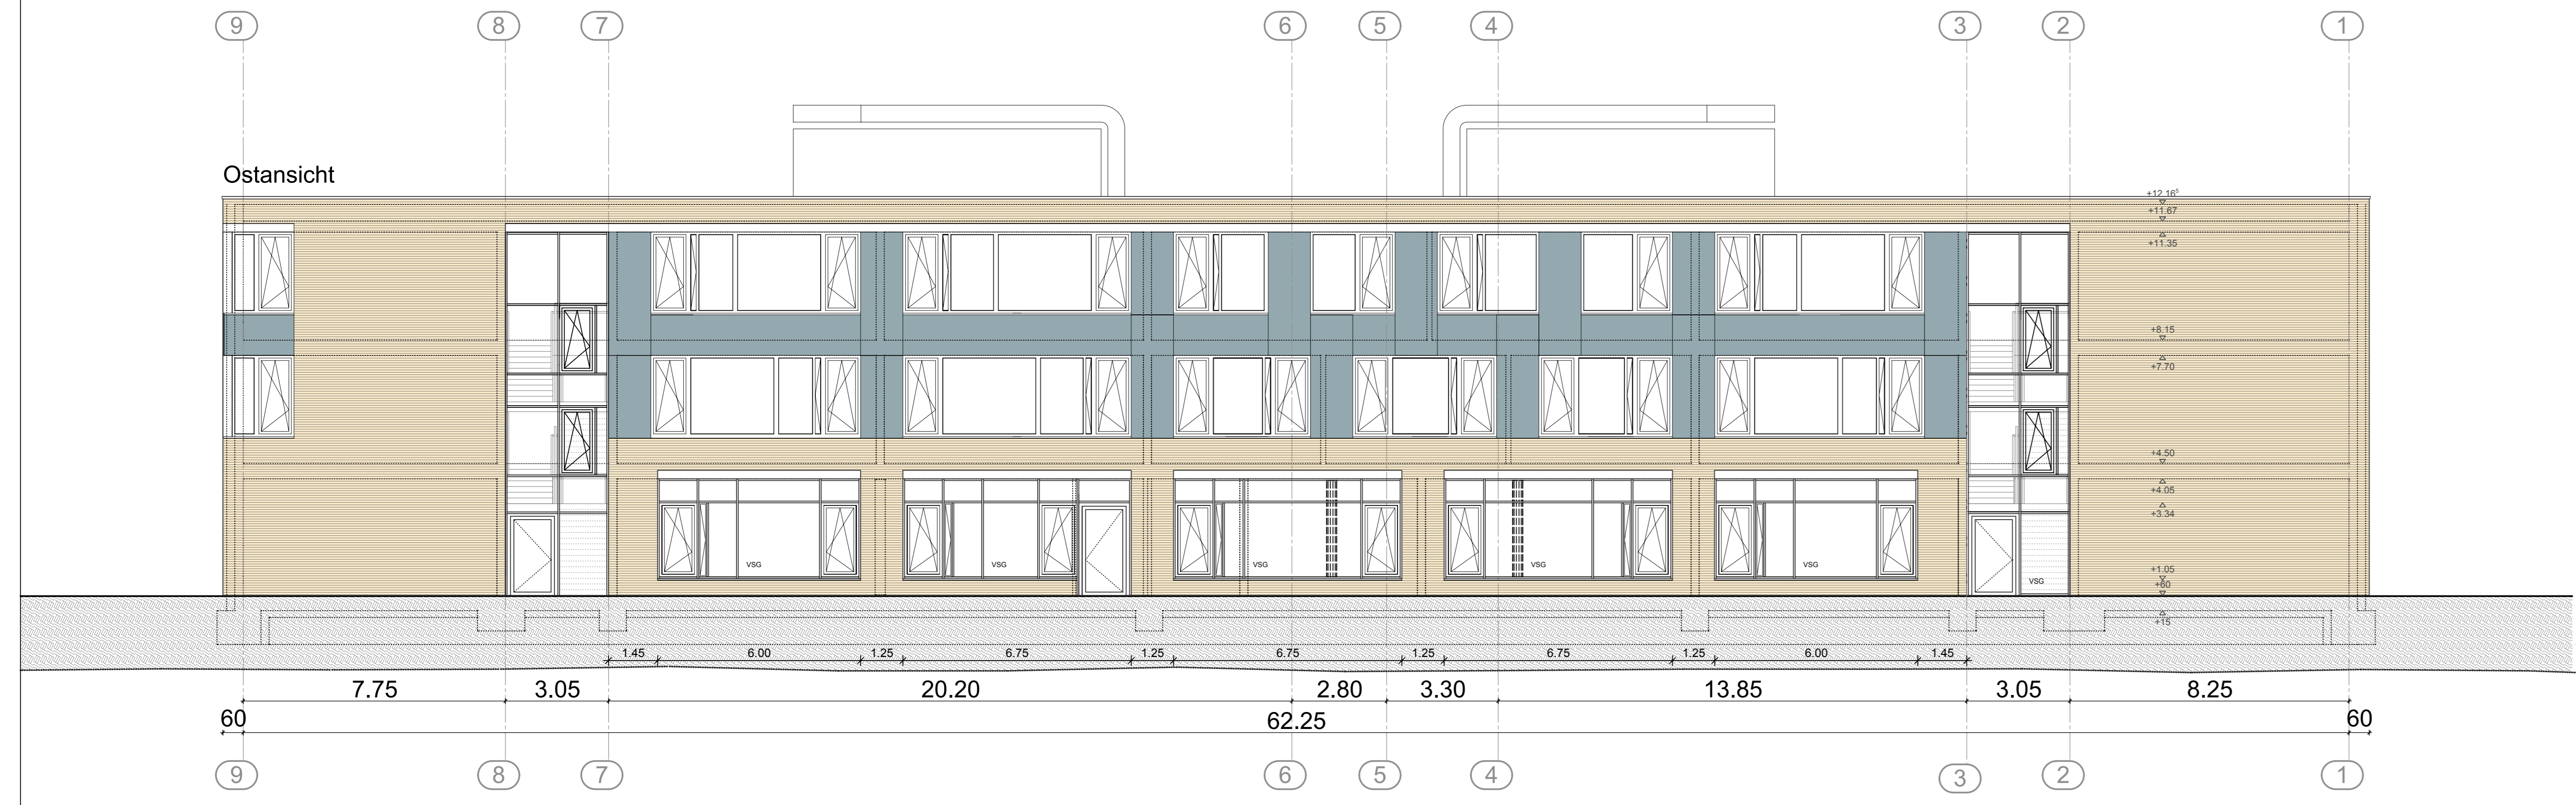 9 8 7 6 5 4 3 2 1
Ostansicht
+12.16⁵
+11.67
+11.35
+8.15
+7.70
+4.50
+4.05
+3.34
VSG VSG VSG VSG VSG
+1.05
VSG
+60
+15
1.45 6.00 1.25 6.75 1.25 6.75 1.25 6.75 1.25 6.00 1.45
7.75 3.05 20.20 2.80 3.30 13.85 3.05 8.25
60 62.25 60
9 8 7 6 5 4 3 2 1